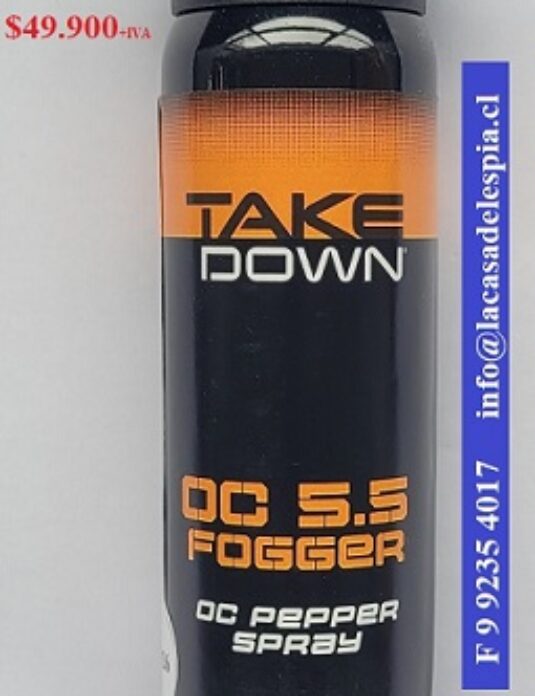 $49.900+IVA
TAKE
DOWN
OC 5.5
FOGGER
OC PEPPER
SPRAY
F 9 9235 4017 info@lacasadelespia.cl